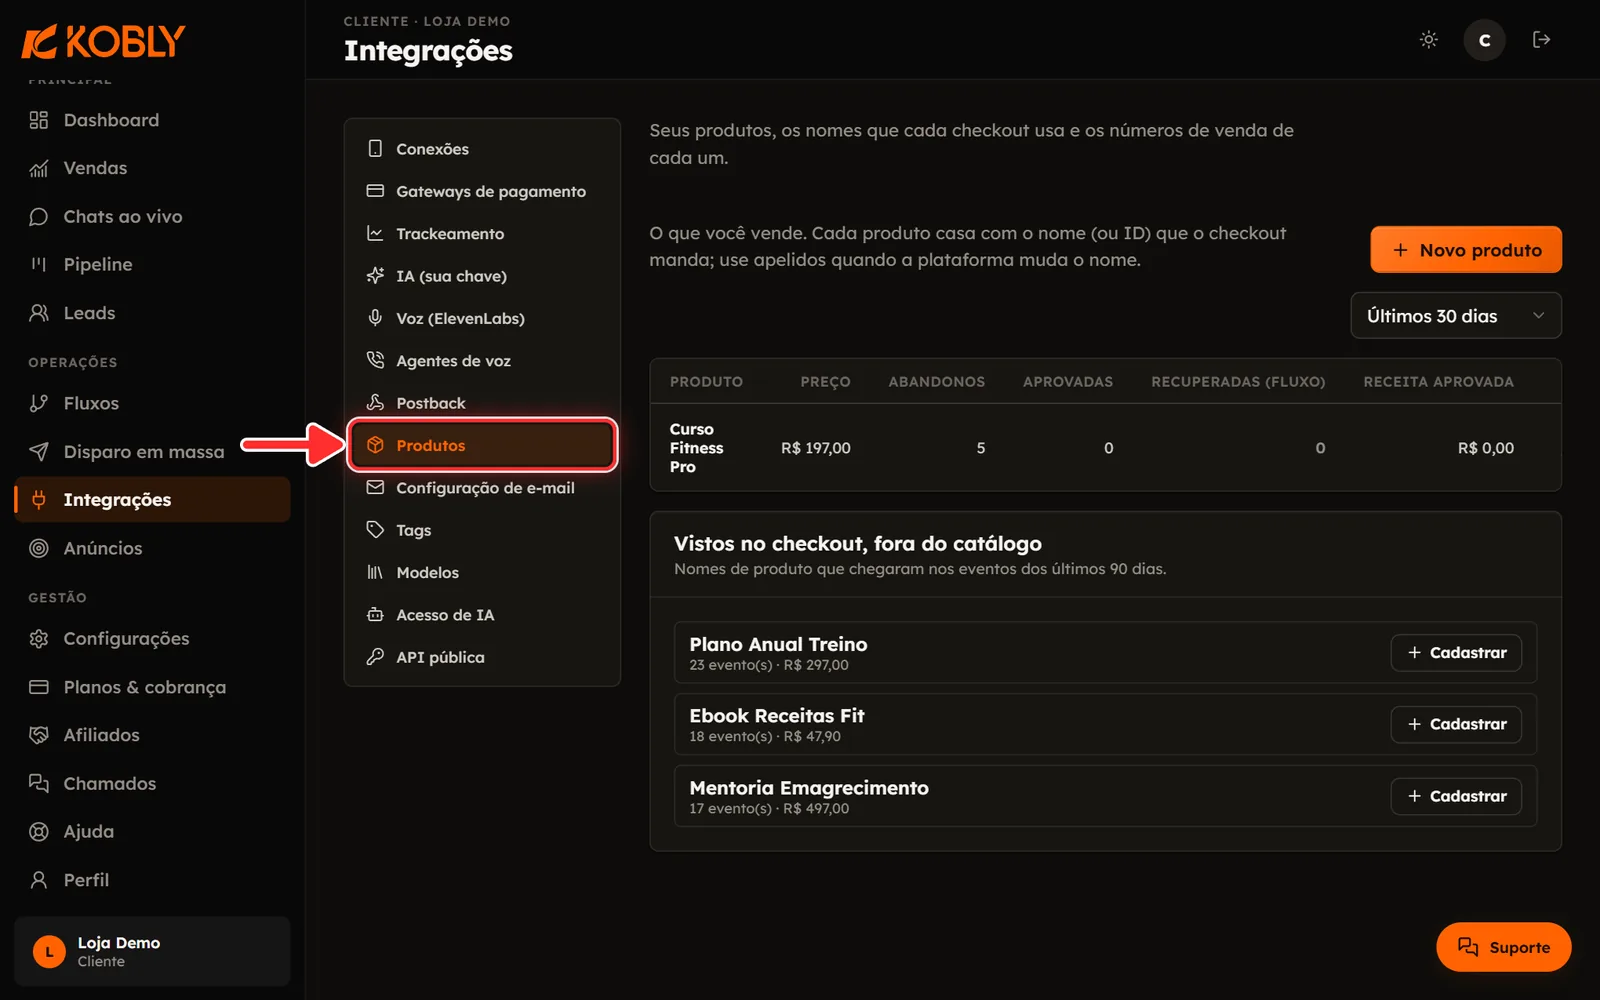 KOBLY
PRINCIPAL
Dashboard
Vendas
Chats ao vivo
Pipeline
Leads
OPERAÇÕES
Fluxos
Disparo em massa
Integrações
Anúncios
GESTÃO
Configurações
Planos & cobrança
Afiliados
Chamados
Ajuda
Perfil
L
Loja Demo
Cliente
CLIENTE · LOJA DEMO
Integrações
C
Conexões
Gateways de pagamento
Trackeamento
IA (sua chave)
Voz (ElevenLabs)
Agentes de voz
Postback
Produtos
Configuração de e-mail
Tags
Modelos
Acesso de IA
API pública
Seus produtos, os nomes que cada checkout usa e os números de venda de
cada um.
O que você vende. Cada produto casa com o nome (ou ID) que o checkout
manda; use apelidos quando a plataforma muda o nome.
+ Novo produto
Últimos 30 dias
PRODUTO PREÇO ABANDONOS APROVADAS RECUPERADAS (FLUXO) RECEITA APROVADA
Curso
Fitness
Pro
R$ 197,00 5 0 0 R$ 0,00
Vistos no checkout, fora do catálogo
Nomes de produto que chegaram nos eventos dos últimos 90 dias.
Plano Anual Treino
23 evento(s) · R$ 297,00
+ Cadastrar
Ebook Receitas Fit
18 evento(s) · R$ 47,90
+ Cadastrar
Mentoria Emagrecimento
17 evento(s) · R$ 497,00
+ Cadastrar
Suporte